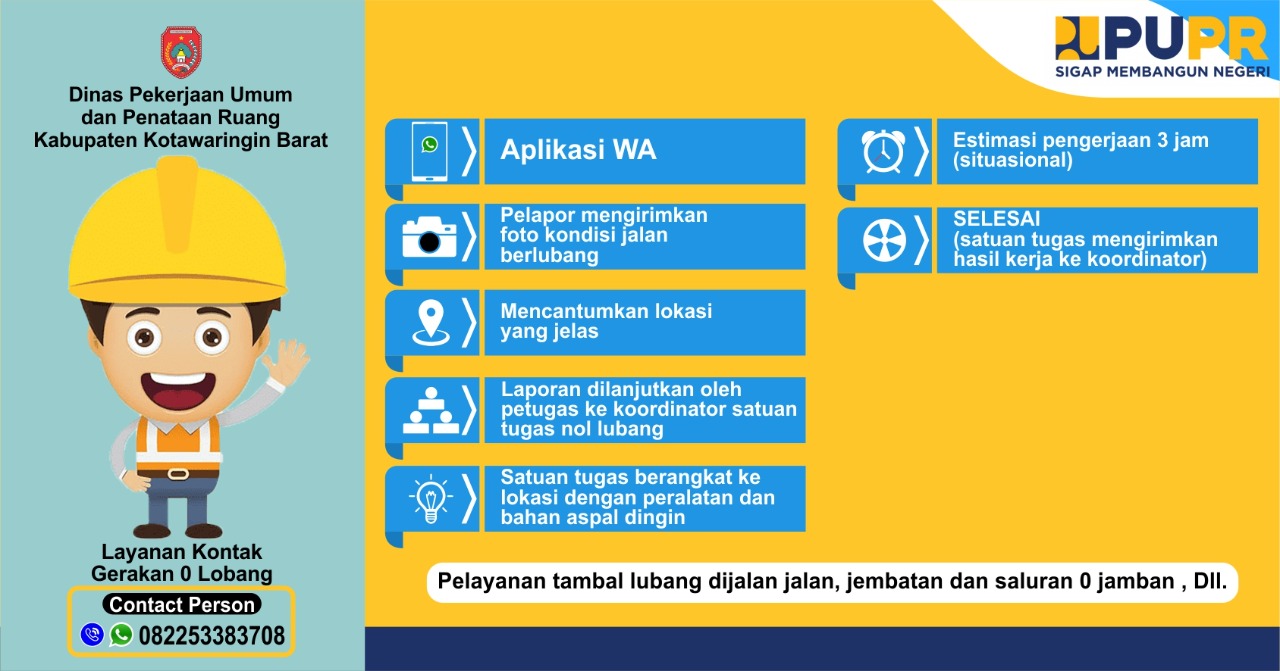 Dinas Pekerjaan Umum
dan Penataan Ruang
Kabupaten Kotawaringin Barat
Layanan Kontak
Gerakan 0 Lobang
Contact Person
082253383708
PUPR
SIGAP MEMBANGUN NEGERI
Aplikasi WA
Pelapor mengirimkan
foto kondisi jalan
berlubang
Mencantumkan lokasi
yang jelas
Laporan dilanjutkan oleh
petugas ke koordinator satuan
tugas nol lubang
Satuan tugas berangkat ke
lokasi dengan peralatan dan
bahan aspal dingin
Estimasi pengerjaan 3 jam
(situasional)
SELESAI
(satuan tugas mengirimkan
hasil kerja ke koordinator)
Pelayanan tambal lubang dijalan jalan, jembatan dan saluran 0 jamban , Dll.